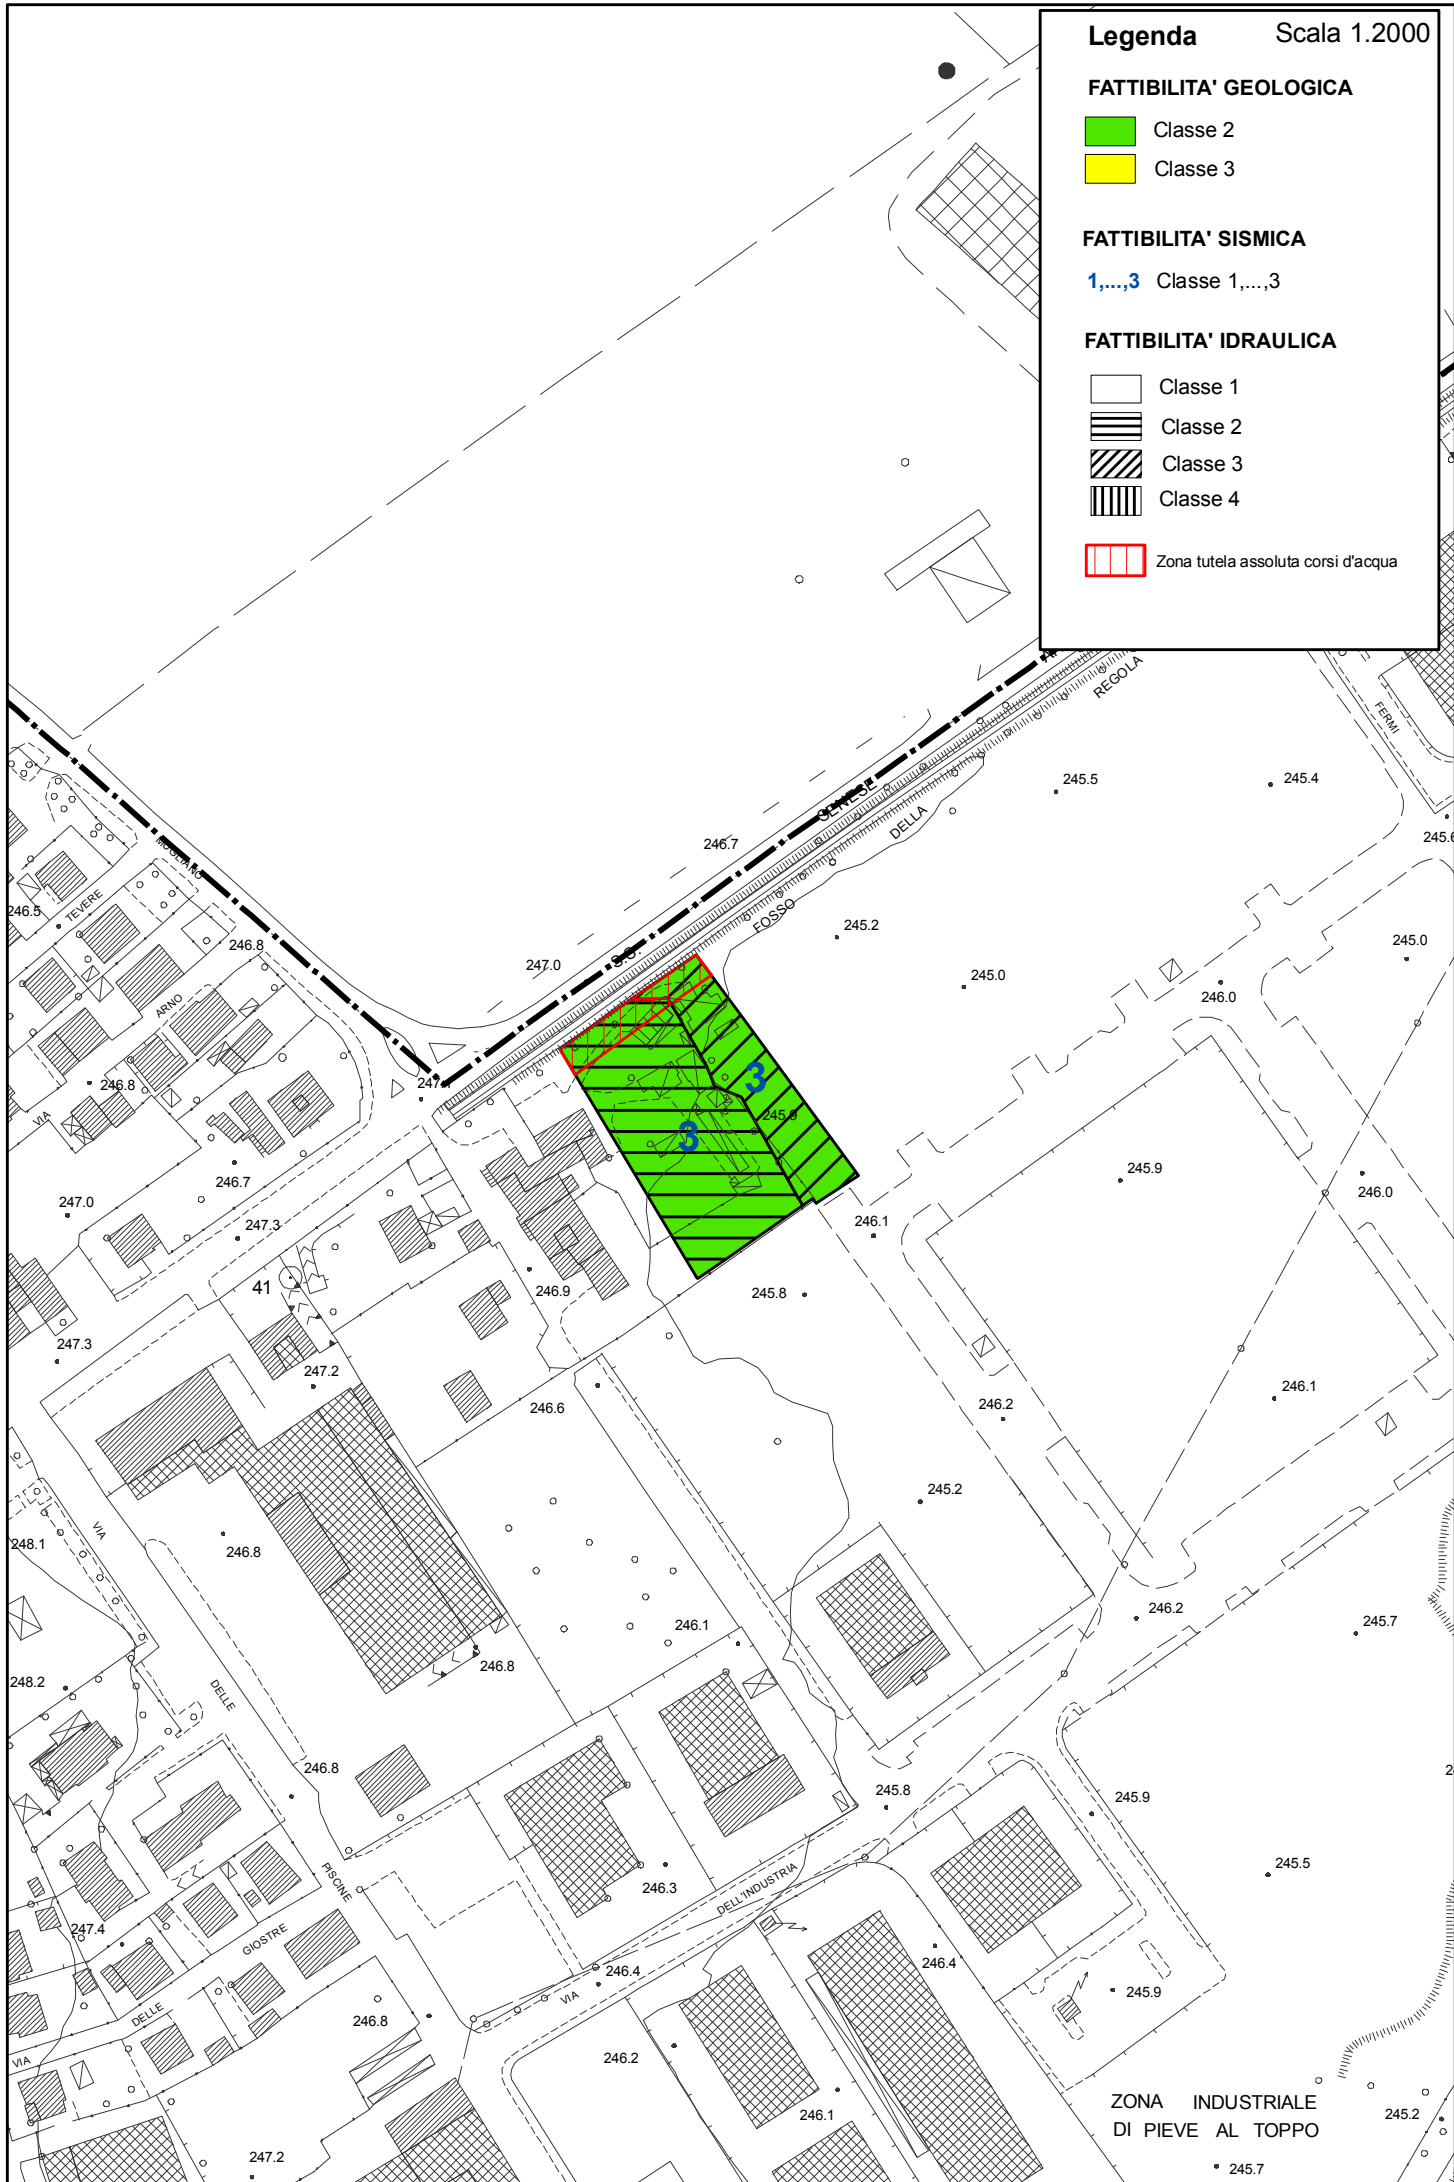 Legenda Scala 1.2000
FATTIBILITA' GEOLOGICA
Classe 2
Classe 3
FATTIBILITA' SISMICA
1,...,3 Classe 1,...,3
FATTIBILITA' IDRAULICA
Classe 1
Classe 2
Classe 3
Classe 4
Zona tutela assoluta corsi d'acqua
REGOLA
FERMI
245.5
245.4
SENESE
DELLA
246.7
MUGLIANO
TEVERE
246.5
FOSSO
245.2
246.8
245.0
S.S.
247.0
245.0
246.0
ARNO
3
246.8
VIA
245.9
3
246.7
245.9
246.0
247.0
247.3
246.1
41
246.9
245.8
247.3
247.2
246.6
246.2
246.1
245.2
VIA
248.1
246.8
246.1
246.2
245.7
246.8
248.2
DELLE
246.8
245.8
245.9
PISCINE
245.5
246.3
DELL'INDUSTRIA
247.4
GIOSTRE
246.4
246.4
VIA
245.9
DELLE
246.8
246.2
VIA
ZONA INDUSTRIALE
DI PIEVE AL TOPPO
246.1
245.2
247.2
245.7